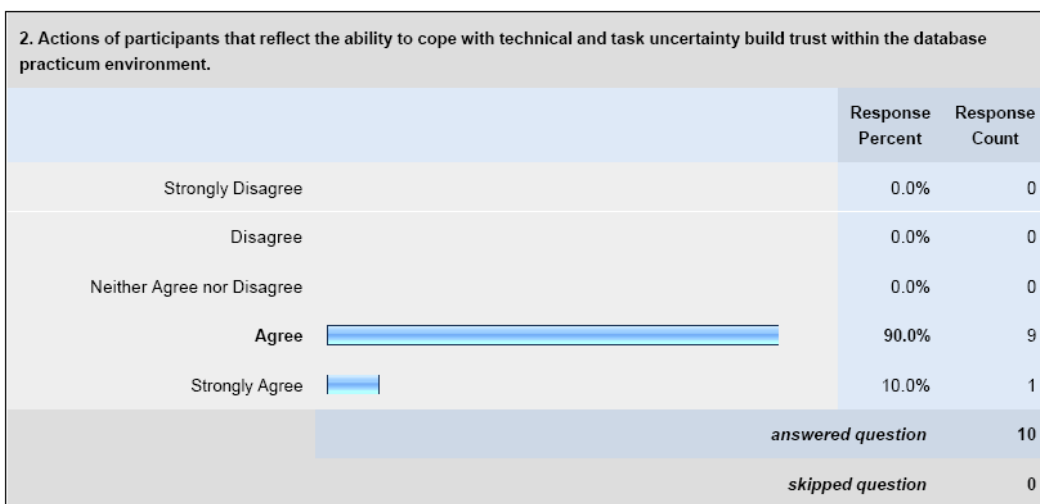 2. Actions of participants that reflect the ability to cope with technical and task uncertainty build trust within the database
practicum environment.
Response Response
Percent Count
Strongly Disagree 0.0% 0
Disagree 0.0% 0
Neither Agree nor Disagree 0.0% 0
Agree 90.0% 9
Strongly Agree 10.0% 1
answered question 10
skipped question 0